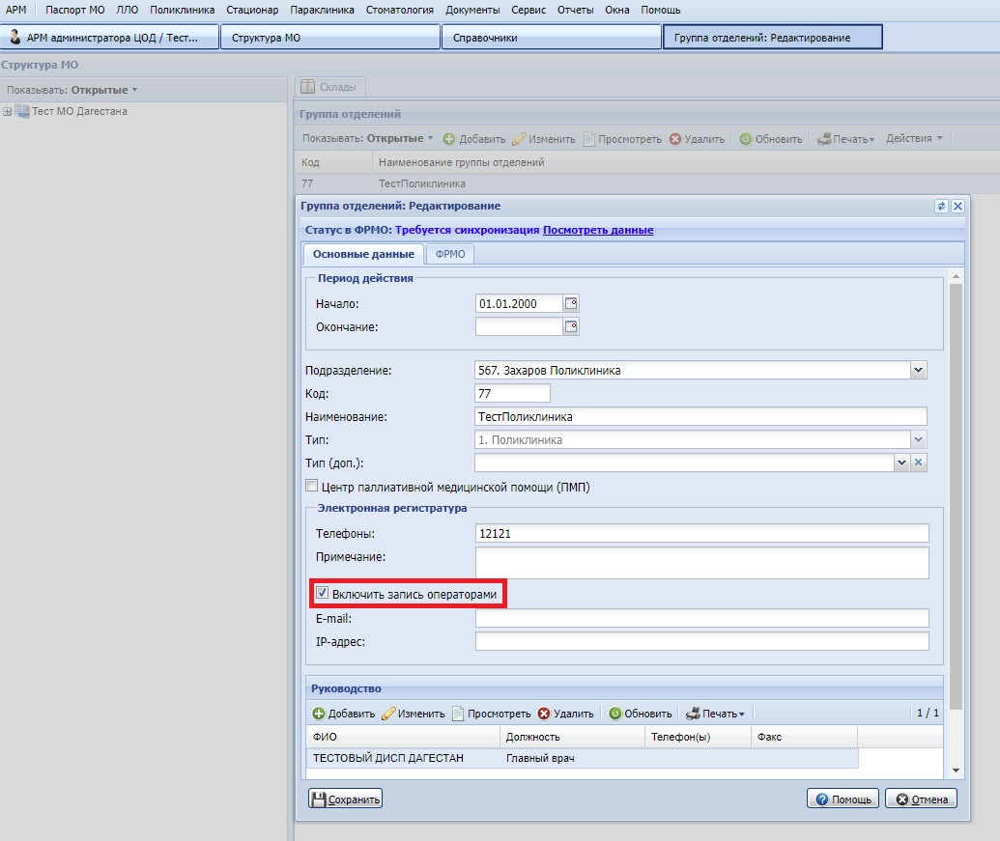 АРМ Паспорт МО ЛЛО Поликлиника Стационар Параклиника Стоматология Документы Сервис Отчеты Окна Помощь
АРМ администратора ЦОД / Тест... Структура МО Справочники Группа отделений: Редактирование
Структура МО
Показывать: Открытые
Тест МО Дагестана
Склады
Группа отделений
Показывать: Открытые Добавить Изменить Просмотреть Удалить Обновить Печать Действия
Код Наименование группы отделений
77 ТестПоликлиника
Группа отделений: Редактирование
Статус в ФРМО: Требуется синхронизация Посмотреть данные
Основные данные ФРМО
Период действия
Начало: 01.01.2000
Окончание:
Подразделение: 567. Захаров Поликлиника
Код: 77
Наименование: ТестПоликлиника
Тип: 1. Поликлиника
Тип (доп.):
Центр паллиативной медицинской помощи (ПМП)
Электронная регистратура
Телефоны: 12121
Примечание:
Включить запись операторами
E-mail:
IP-адрес:
Руководство
Добавить Изменить Просмотреть Удалить Обновить Печать 1 / 1
ФИО Должность Телефон(ы) Факс
ТЕСТОВЫЙ ДИСП ДАГЕСТАН Главный врач
Сохранить Помощь Отмена